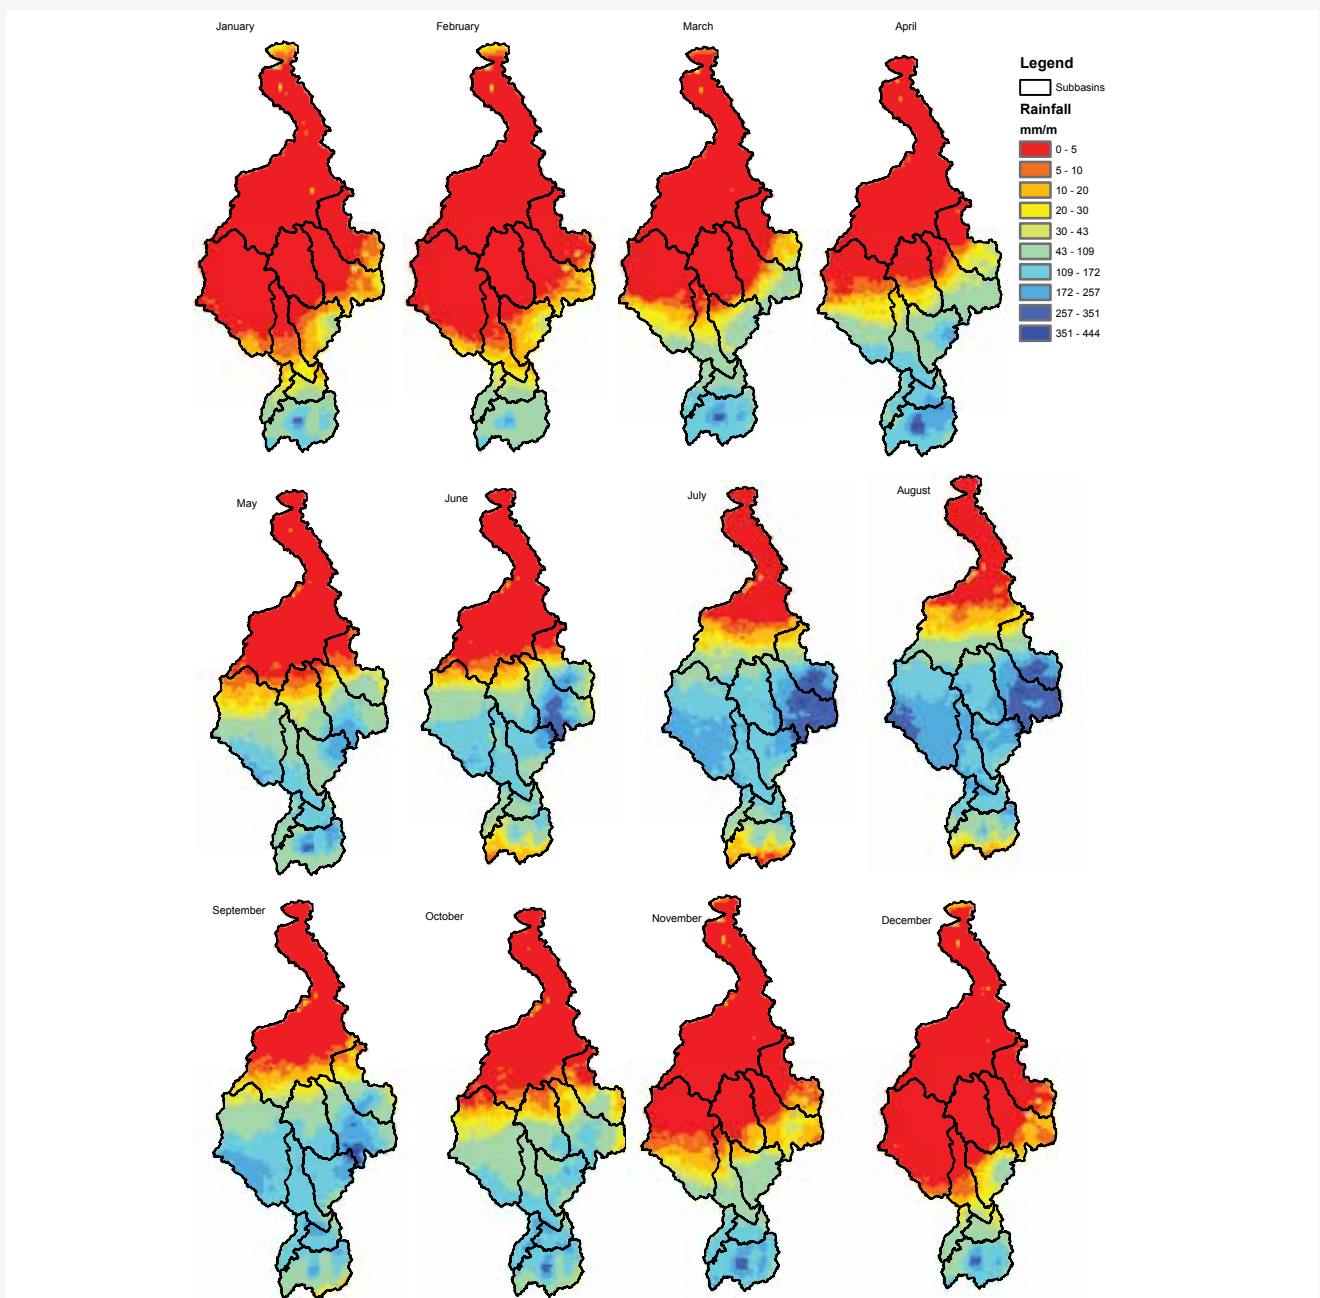 January
February
March
April
Legend
Subbasins
Rainfall
mm/m
0 - 5
5 - 10
10 - 20
20 - 30
30 - 43
43 - 109
109 - 172
172 - 257
257 - 351
351 - 444
May
June
July
August
September
October
November
December